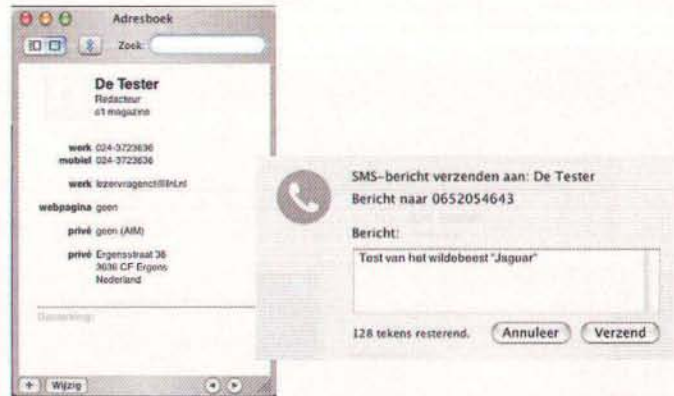 Adresboek
Zoek:
De Tester
Redacteur
c't magazine
werk 024-3723636
mobiel 024-3723636
werk
webpagina geen
privé geen (AIM)
privé Ergensstraat 36
3636 CF Ergens
Nederland
Opmerking:
+ Wijzig
SMS-bericht verzenden aan: De Tester
Bericht naar 0652054643
Bericht:
Test van het wildebeest "Jaguar"
128 tekens resterend. Annuleer Verzend